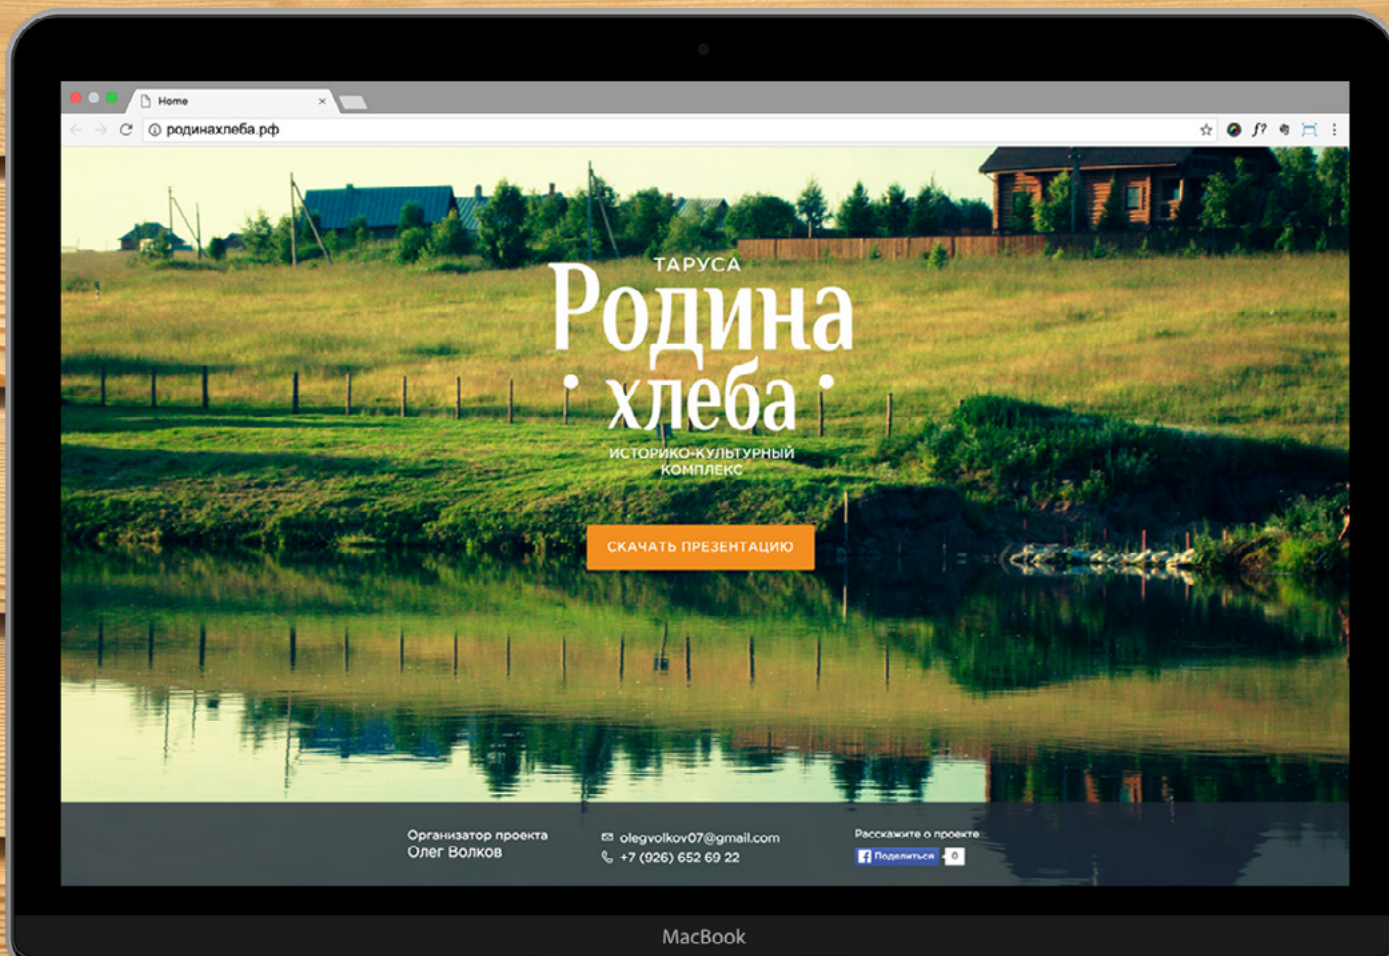 Home
родинахлеба.рф
f?
ТАРУСА
Родина
• хлеба •
ИСТОРИКО-КУЛЬТУРНЫЙ
КОМПЛЕКС
СКАЧАТЬ ПРЕЗЕНТАЦИЮ
Организатор проекта
Олег Волков
olegvolkov07@gmail.com
+7 (926) 652 69 22
Расскажите о проекте
Поделиться 0
MacBook